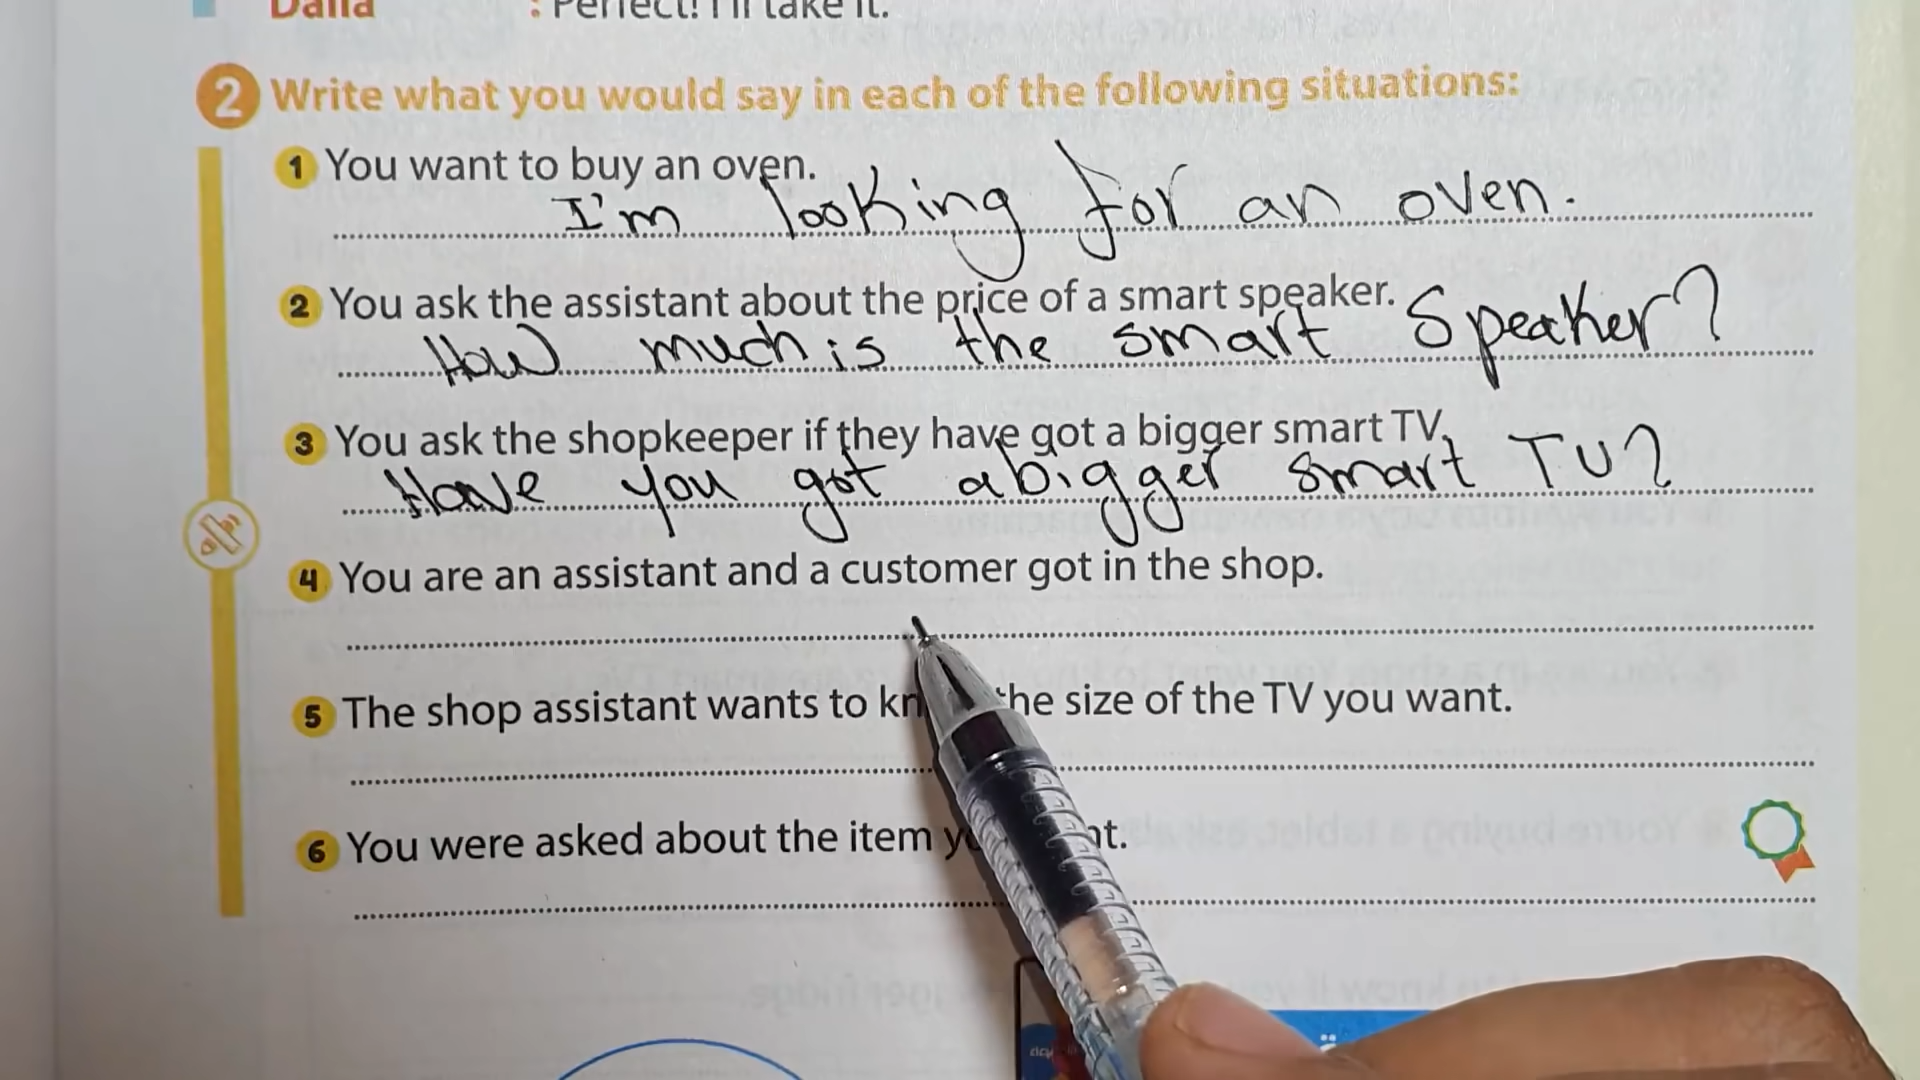 Dalia : Perfect! I'll take it.
2 Write what you would say in each of the following situations:
1 You want to buy an oven.
I'm looking for an oven.
2 You ask the assistant about the price of a smart speaker.
How much is the smart Speaker?
3 You ask the shopkeeper if they have got a bigger smart TV.
Have you got a bigger smart TV?
4 You are an assistant and a customer got in the shop.
5 The shop assistant wants to the size of the TV you want.
6 You were asked about the item